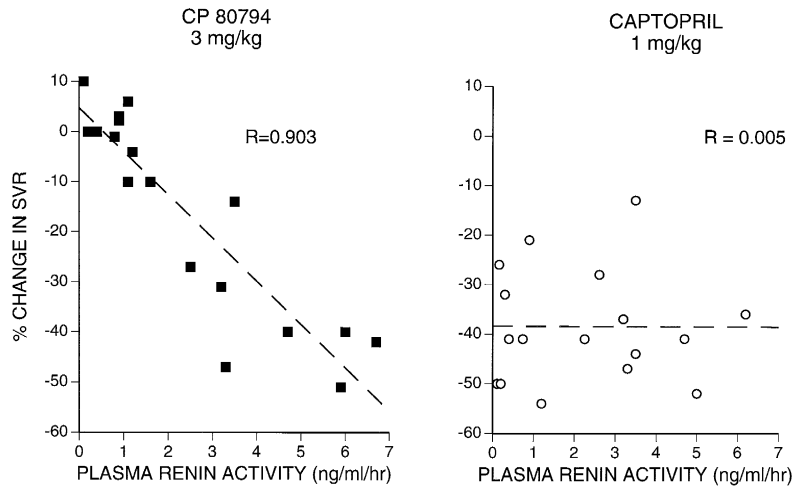 CP 80794
3 mg/kg
CAPTOPRIL
1 mg/kg
% CHANGE IN SVR
10
0
-10
-20
-30
-40
-50
-60
R=0.903
0 1 2 3 4 5 6 7
PLASMA RENIN ACTIVITY (ng/ml/hr)
10
0
-10
-20
-30
-40
-50
-60
R = 0.005
0 1 2 3 4 5 6 7
PLASMA RENIN ACTIVITY (ng/ml/hr)